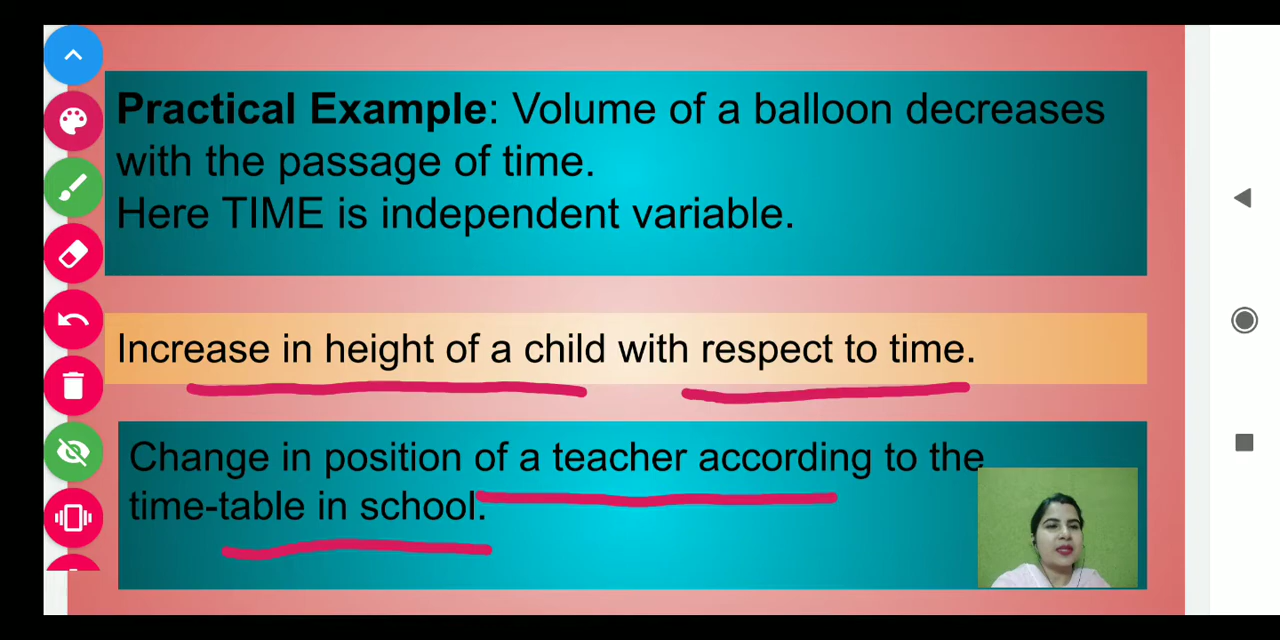 Practical Example: Volume of a balloon decreases
with the passage of time.
Here TIME is independent variable.
Increase in height of a child with respect to time.
Change in position of a teacher according to the
time-table in school.